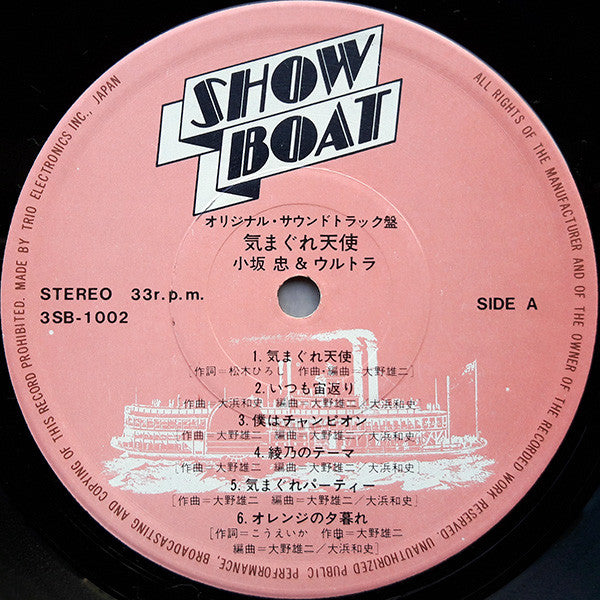 SHOW
BOAT
オリジナル・サウンドトラック盤
気まぐれ天使
小坂 忠 & ウルトラ
STEREO 33r.p.m.
3SB-1002
SIDE A
1. 気まぐれ天使
[作詞=松木ひろし 作曲・編曲=大野雄二]
2. いつも宙返り
[作曲=大浜和史 編曲=大野雄二/大浜和史]
3. 僕はチャンピオン
[作曲=大野雄二 編曲=大野雄二/大浜和史]
4. 綾乃のテーマ
[作曲=大野雄二 編曲=大野雄二/大浜和史]
5. 気まぐれパーティー
[作曲=大野雄二 編曲=大野雄二/大浜和史]
6. オレンジの夕暮れ
[作詞=こうえいか 作曲=大野雄二
編曲=大野雄二/大浜和史]
ALL RIGHTS OF THE MANUFACTURER AND OF THE OWNER OF THE RECORDED WORK RESERVED. UNAUTHORIZED PUBLIC PERFORMANCE, BROADCASTING AND COPYING OF THIS RECORD PROHIBITED. MADE BY TRIO ELECTRONICS INC., JAPAN